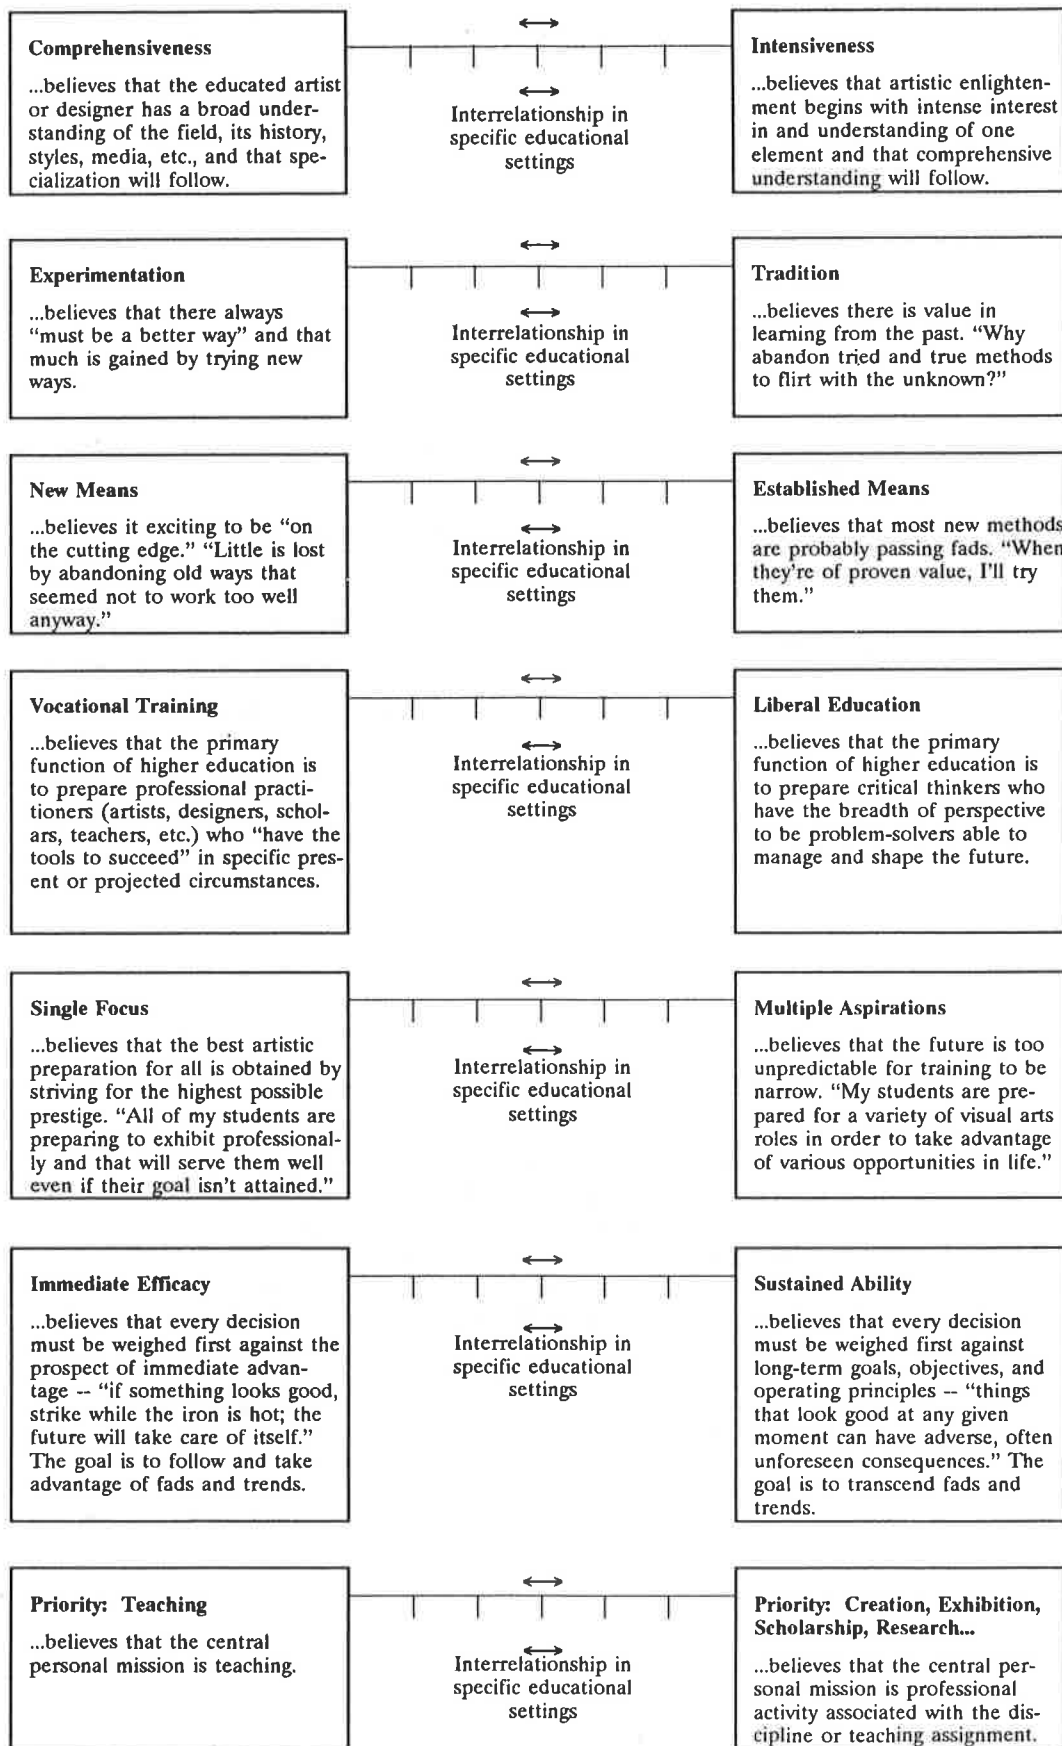 Comprehensiveness
...believes that the educated artist
or designer has a broad under-
standing of the field, its history,
styles, media, etc., and that spe-
cialization will follow.
Interrelationship in
specific educational
settings
Intensiveness
...believes that artistic enlighten-
ment begins with intense interest
in and understanding of one
element and that comprehensive
understanding will follow.
Experimentation
...believes that there always
“must be a better way” and that
much is gained by trying new
ways.
Interrelationship in
specific educational
settings
Tradition
...believes there is value in
learning from the past. “Why
abandon tried and true methods
to flirt with the unknown?”
New Means
...believes it exciting to be “on
the cutting edge.” “Little is lost
by abandoning old ways that
seemed not to work too well
anyway.”
Interrelationship in
specific educational
settings
Established Means
...believes that most new methods
are probably passing fads. “When
they’re of proven value, I’ll try
them.”
Vocational Training
...believes that the primary
function of higher education is
to prepare professional practi-
tioners (artists, designers, schol-
ars, teachers, etc.) who “have the
tools to succeed” in specific pres-
ent or projected circumstances.
Interrelationship in
specific educational
settings
Liberal Education
...believes that the primary
function of higher education is
to prepare critical thinkers who
have the breadth of perspective
to be problem-solvers able to
manage and shape the future.
Single Focus
...believes that the best artistic
preparation for all is obtained by
striving for the highest possible
prestige. “All of my students are
preparing to exhibit professional-
ly and that will serve them well
even if their goal isn’t attained.”
Interrelationship in
specific educational
settings
Multiple Aspirations
...believes that the future is too
unpredictable for training to be
narrow. “My students are pre-
pared for a variety of visual arts
roles in order to take advantage
of various opportunities in life.”
Immediate Efficacy
...believes that every decision
must be weighed first against the
prospect of immediate advan-
tage -- “if something looks good,
strike while the iron is hot; the
future will take care of itself.”
The goal is to follow and take
advantage of fads and trends.
Interrelationship in
specific educational
settings
Sustained Ability
...believes that every decision
must be weighed first against
long-term goals, objectives, and
operating principles -- “things
that look good at any given
moment can have adverse, often
unforeseen consequences.” The
goal is to transcend fads and
trends.
Priority: Teaching
...believes that the central
personal mission is teaching.
Interrelationship in
specific educational
settings
Priority: Creation, Exhibition,
Scholarship, Research...
...believes that the central per-
sonal mission is professional
activity associated with the dis-
cipline or teaching assignment.